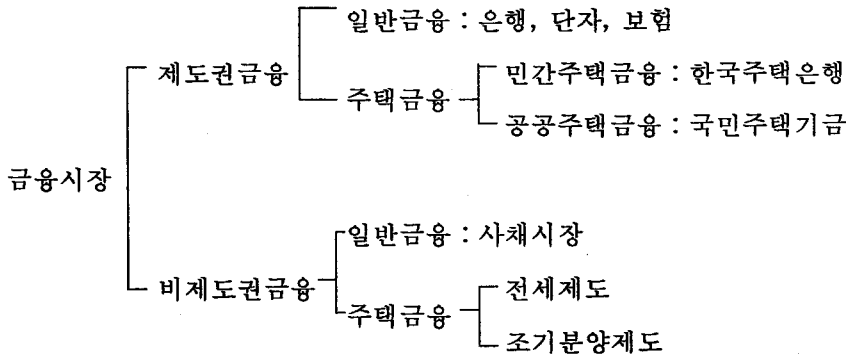 일반금융 : 은행, 단자, 보험
제도권금융
민간주택금융 : 한국주택은행
주택금융
공공주택금융 : 국민주택기금
금융시장
일반금융 : 사채시장
비제도권금융
전세제도
주택금융
조기분양제도